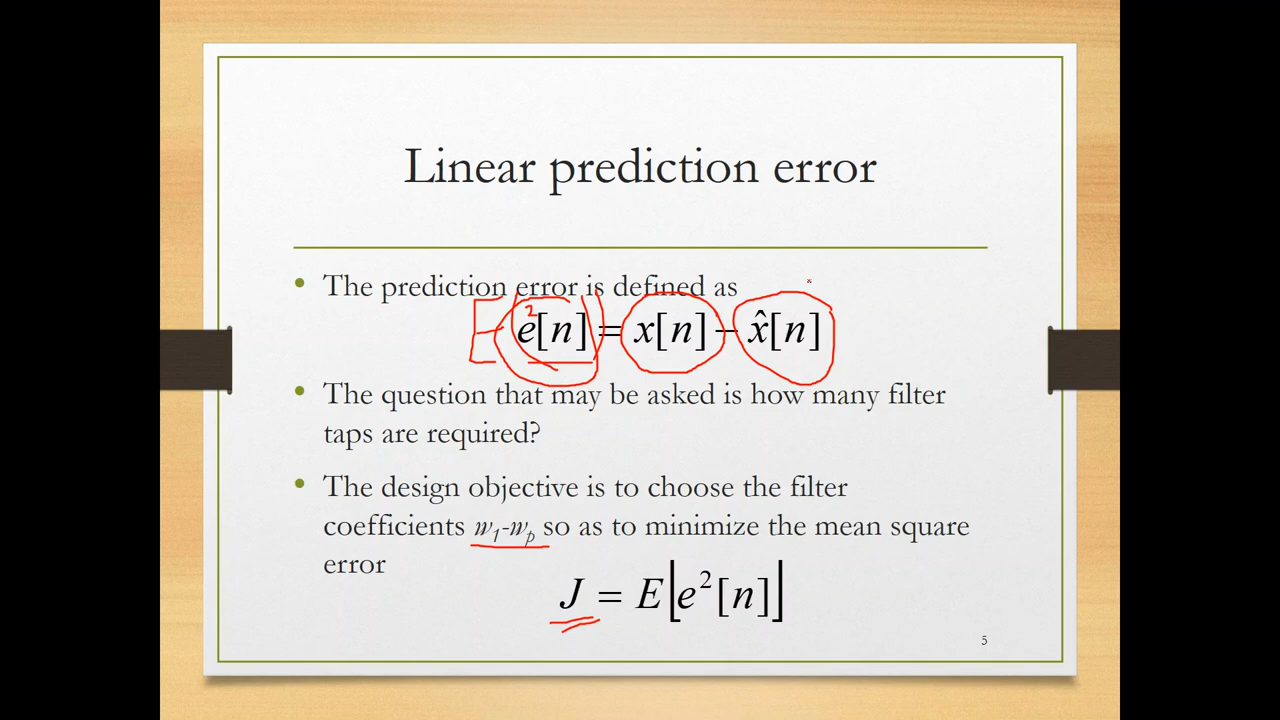 Linear prediction error
• The prediction error is defined as
2
e[n] = x[n] − x̂[n]
• The question that may be asked is how many filter
taps are required?
• The design objective is to choose the filter
coefficients w₁-wₚ so as to minimize the mean square
error
J = E⌊e²[n]⌋
5